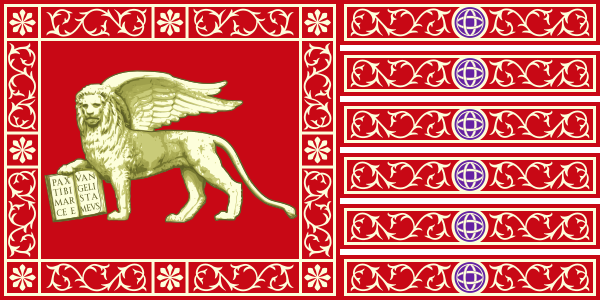 PAX
TIBI
MAR
CE E
VAN
GELI
STA
MEVS